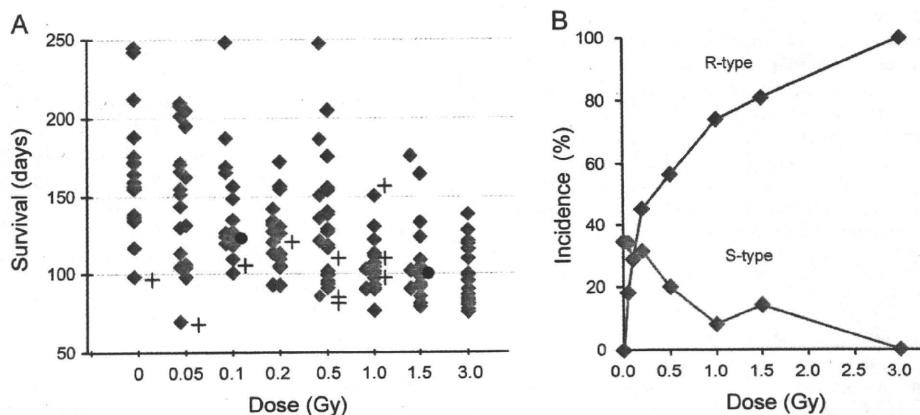 A
250
200
150
100
50
Survival (days)
0 0.05 0.1 0.2 0.5 1.0 1.5 3.0
Dose (Gy)
B
100
80
60
40
20
0
Incidence (%)
R-type
S-type
0.0 0.5 1.0 1.5 2.0 2.5 3.0
Dose (Gy)